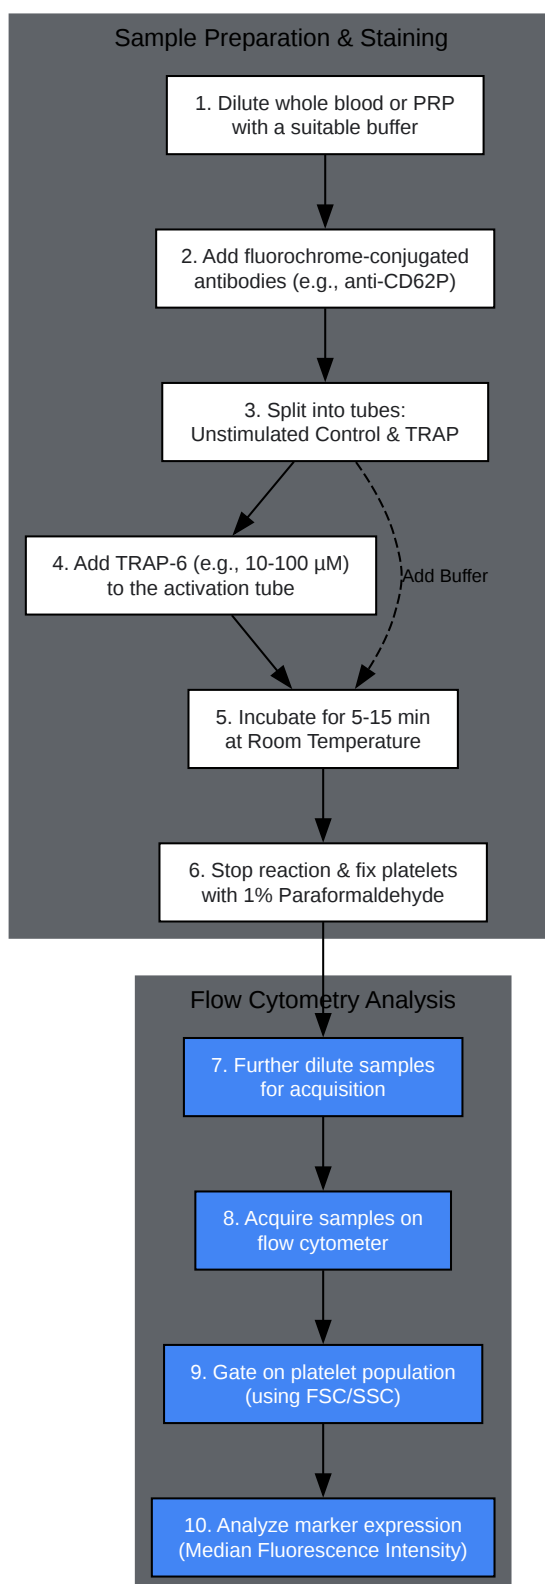 Sample Preparation & Staining
1. Dilute whole blood or PRP
with a suitable buffer
2. Add fluorochrome-conjugated
antibodies (e.g., anti-CD62P)
3. Split into tubes:
Unstimulated Control & TRAP
4. Add TRAP-6 (e.g., 10-100 µM)
to the activation tube
Add Buffer
5. Incubate for 5-15 min
at Room Temperature
6. Stop reaction & fix platelets
with 1% Paraformaldehyde
Flow Cytometry Analysis
7. Further dilute samples
for acquisition
8. Acquire samples on
flow cytometer
9. Gate on platelet population
(using FSC/SSC)
10. Analyze marker expression
(Median Fluorescence Intensity)